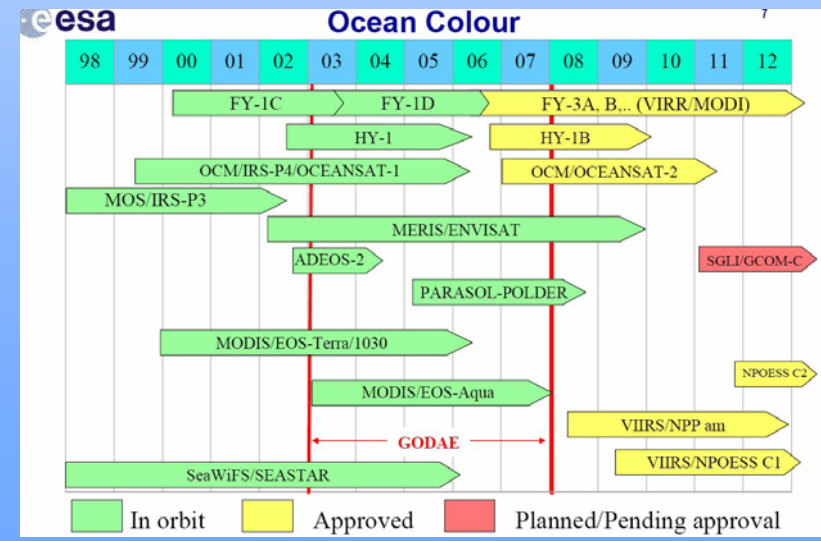 esa
Ocean Colour
7
98 99 00 01 02 03 04 05 06 07 08 09 10 11 12
FY-1C FY-1D FY-3A, B,.. (VIRR/MODI)
HY-1 HY-1B
OCM/IRS-P4/OCEANSAT-1 OCM/OCEANSAT-2
MOS/IRS-P3
MERIS/ENVISAT
ADEOS-2 SGLI/GCOM-C
PARASOL-POLDER
MODIS/EOS-Terra/1030
NPOESS C2
MODIS/EOS-Aqua
VIIRS/NPP am
GODAE
VIIRS/NPOESS C1
SeaWiFS/SEASTAR
In orbit Approved Planned/Pending approval